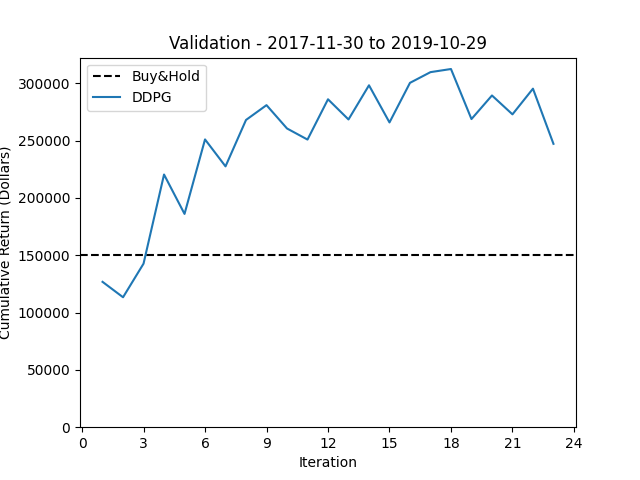 Validation - 2017-11-30 to 2019-10-29
Buy&Hold
DDPG
Cumulative Return (Dollars)
300000
250000
200000
150000
100000
50000
0
0 3 6 9 12 15 18 21 24
Iteration